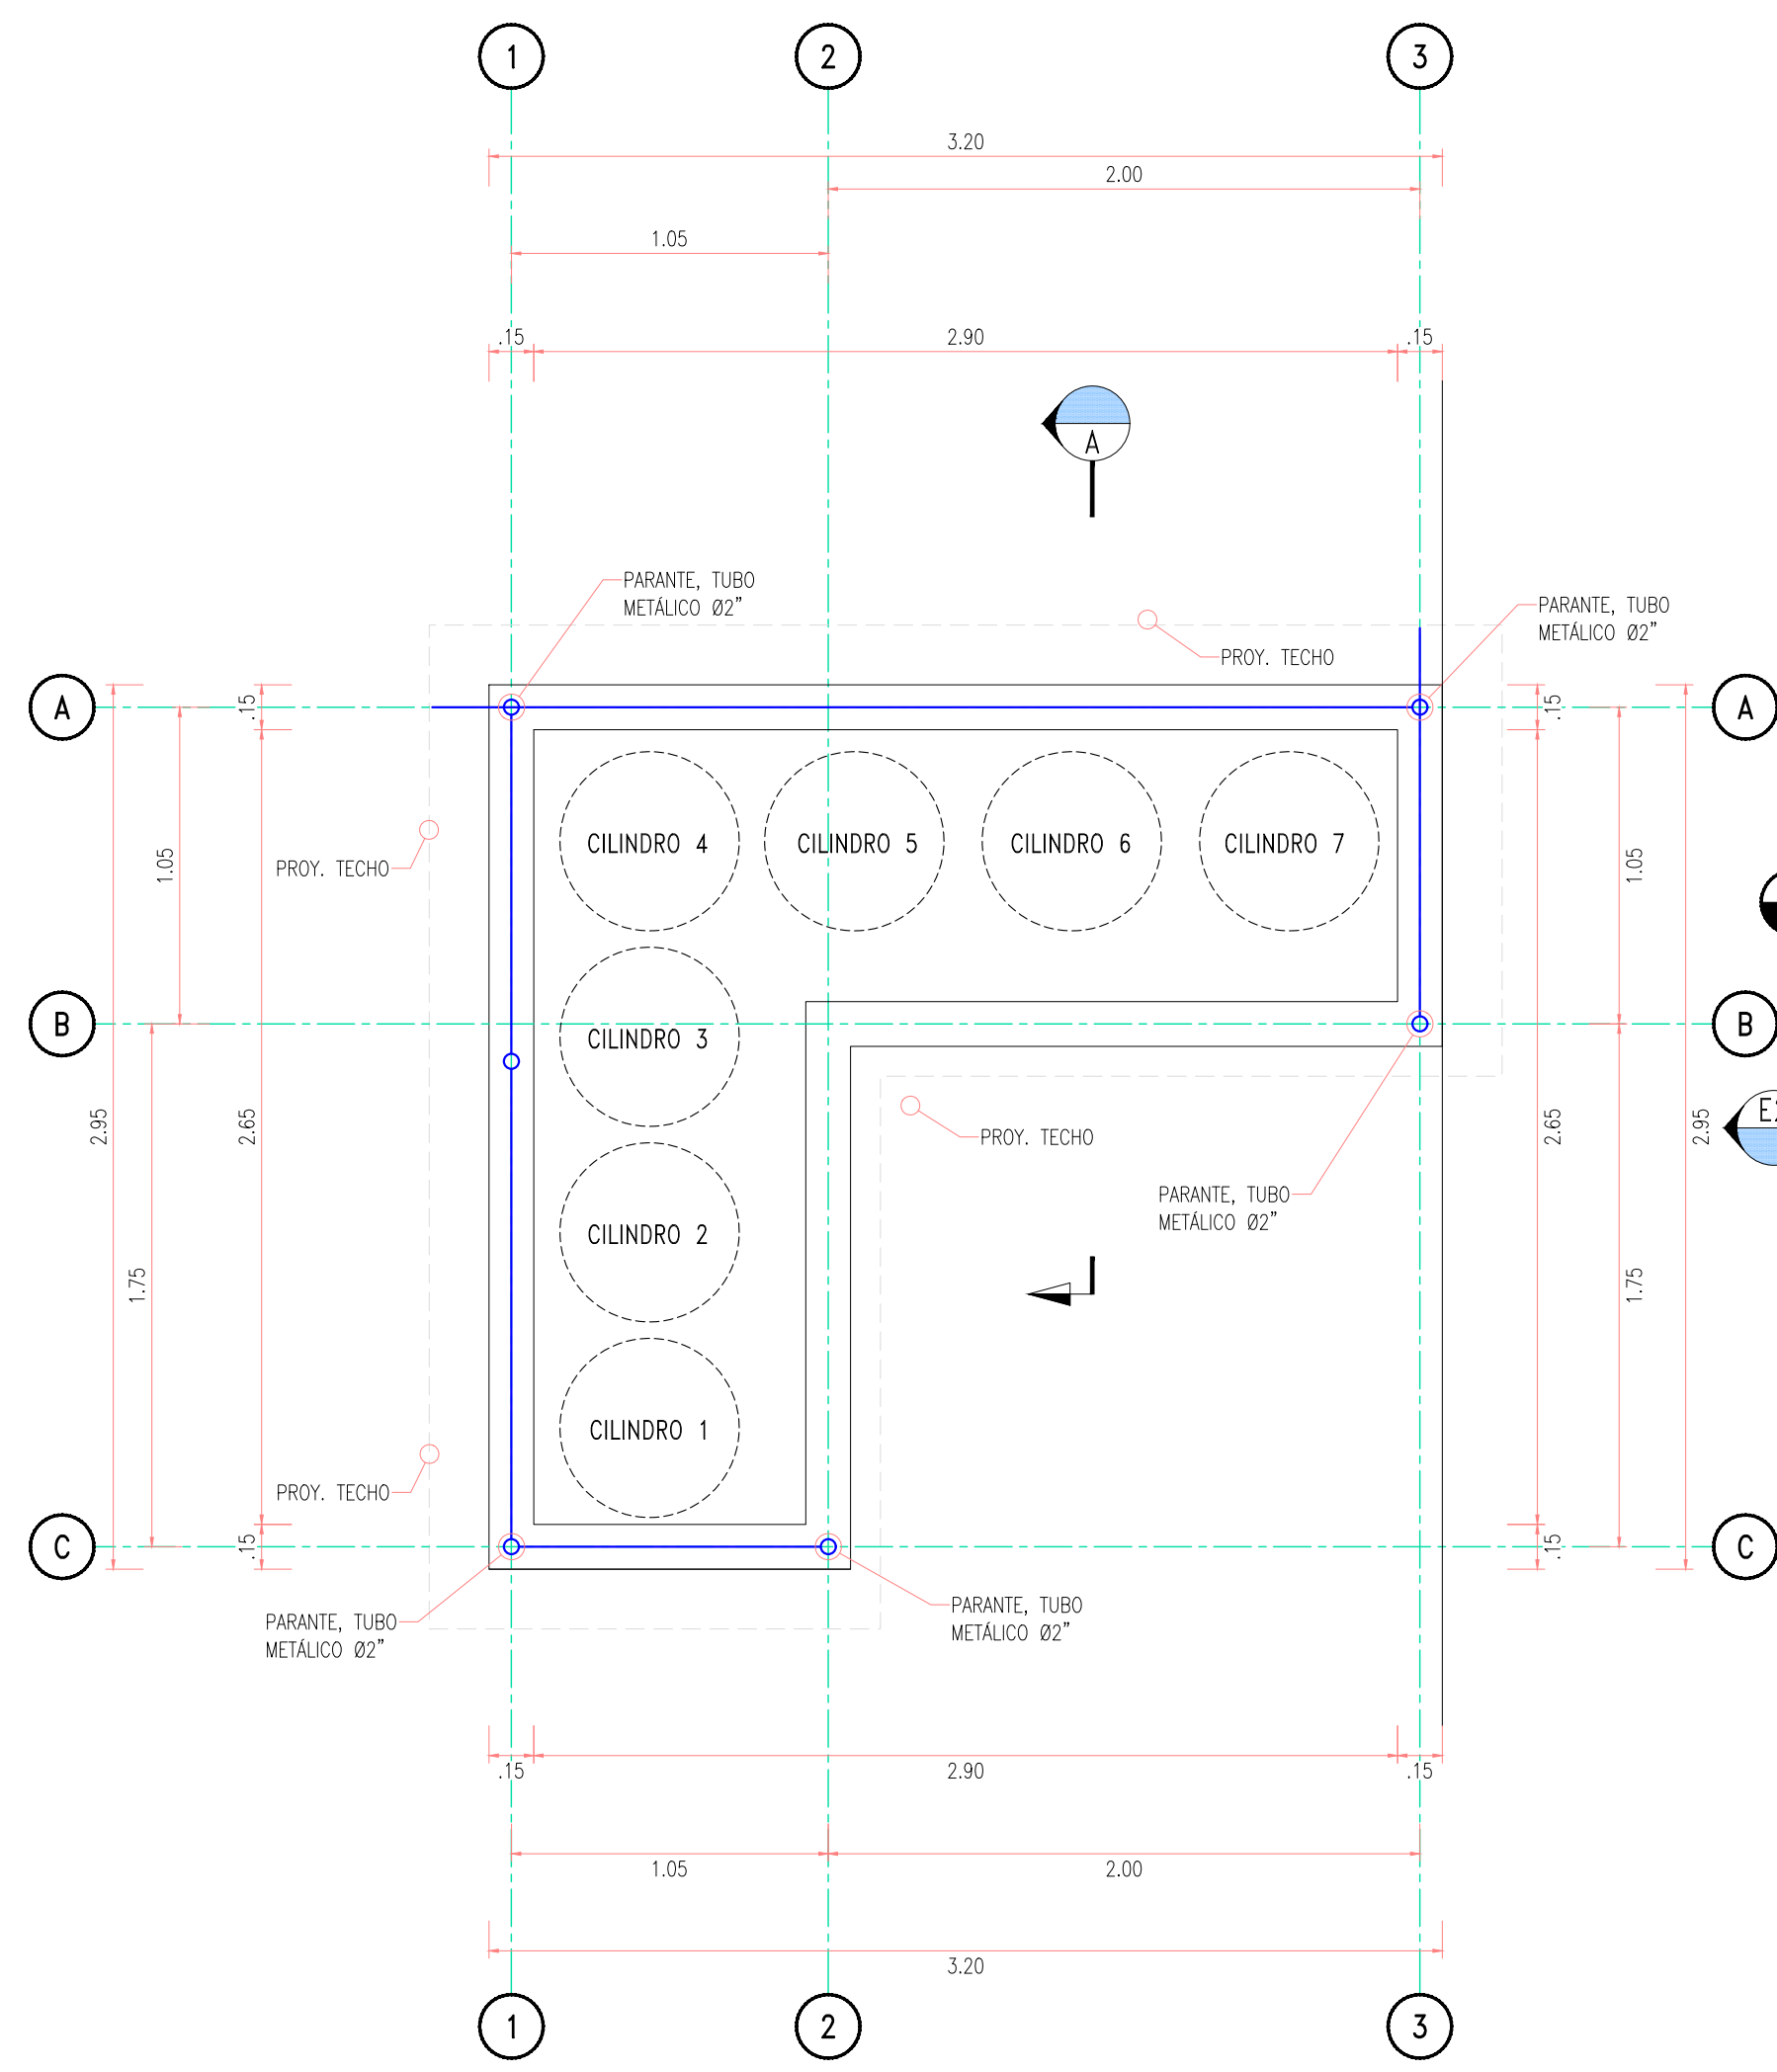 1
2
3
3.20
2.00
1.05
.15
2.90
.15
A
PARANTE, TUBO
METÁLICO Ø2"
PARANTE, TUBO
METÁLICO Ø2"
PROY. TECHO
A
.15
.15
A
CILINDRO 4
CILINDRO 5
CILINDRO 6
CILINDRO 7
1.05
PROY. TECHO
1.05
B
CILINDRO 3
B
2.95
2.65
PROY. TECHO
2.65
2.95
E2
PARANTE, TUBO
METÁLICO Ø2"
CILINDRO 2
1.75
1.75
CILINDRO 1
PROY. TECHO
C
.15
.15
C
PARANTE, TUBO
METÁLICO Ø2"
PARANTE, TUBO
METÁLICO Ø2"
.15
2.90
.15
1.05
2.00
3.20
1
2
3